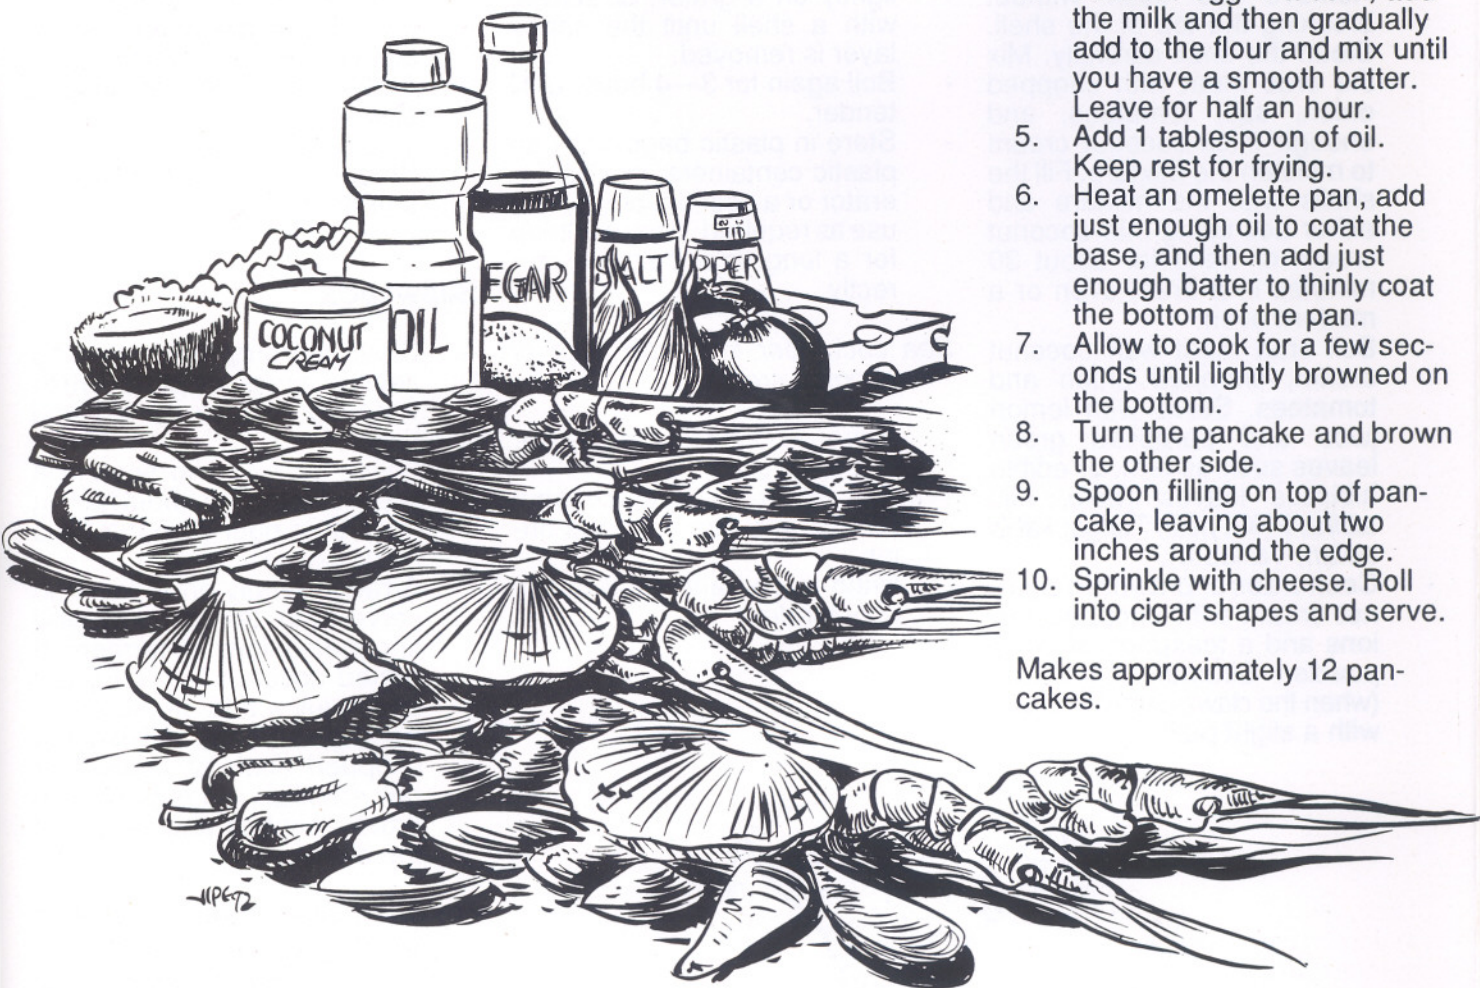 the milk and then gradually
add to the flour and mix until
you have a smooth batter.
Leave for half an hour.
5. Add 1 tablespoon of oil.
Keep rest for frying.
6. Heat an omelette pan, add
just enough oil to coat the
base, and then add just
enough batter to thinly coat
the bottom of the pan.
7. Allow to cook for a few sec-
onds until lightly browned on
the bottom.
8. Turn the pancake and brown
the other side.
9. Spoon filling on top of pan-
cake, leaving about two
inches around the edge.
10. Sprinkle with cheese. Roll
into cigar shapes and serve.
Makes approximately 12 pan-
cakes.
EGAR
SALT
PPER
COCONUT
CREAM
OIL